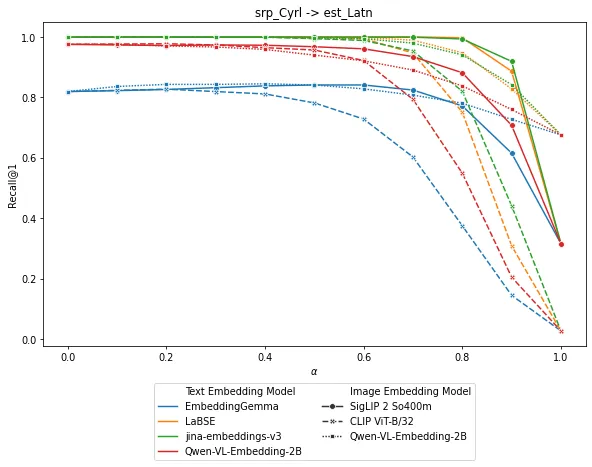 srp_Cyrl -> est_Latn
1.0
0.8
0.6
0.4
0.2
0.0
Recall@1
0.0 0.2 0.4 0.6 0.8 1.0
α
Text Embedding Model Image Embedding Model
EmbeddingGemma SigLIP 2 So400m
LaBSE CLIP ViT-B/32
jina-embeddings-v3 Qwen-VL-Embedding-2B
Qwen-VL-Embedding-2B